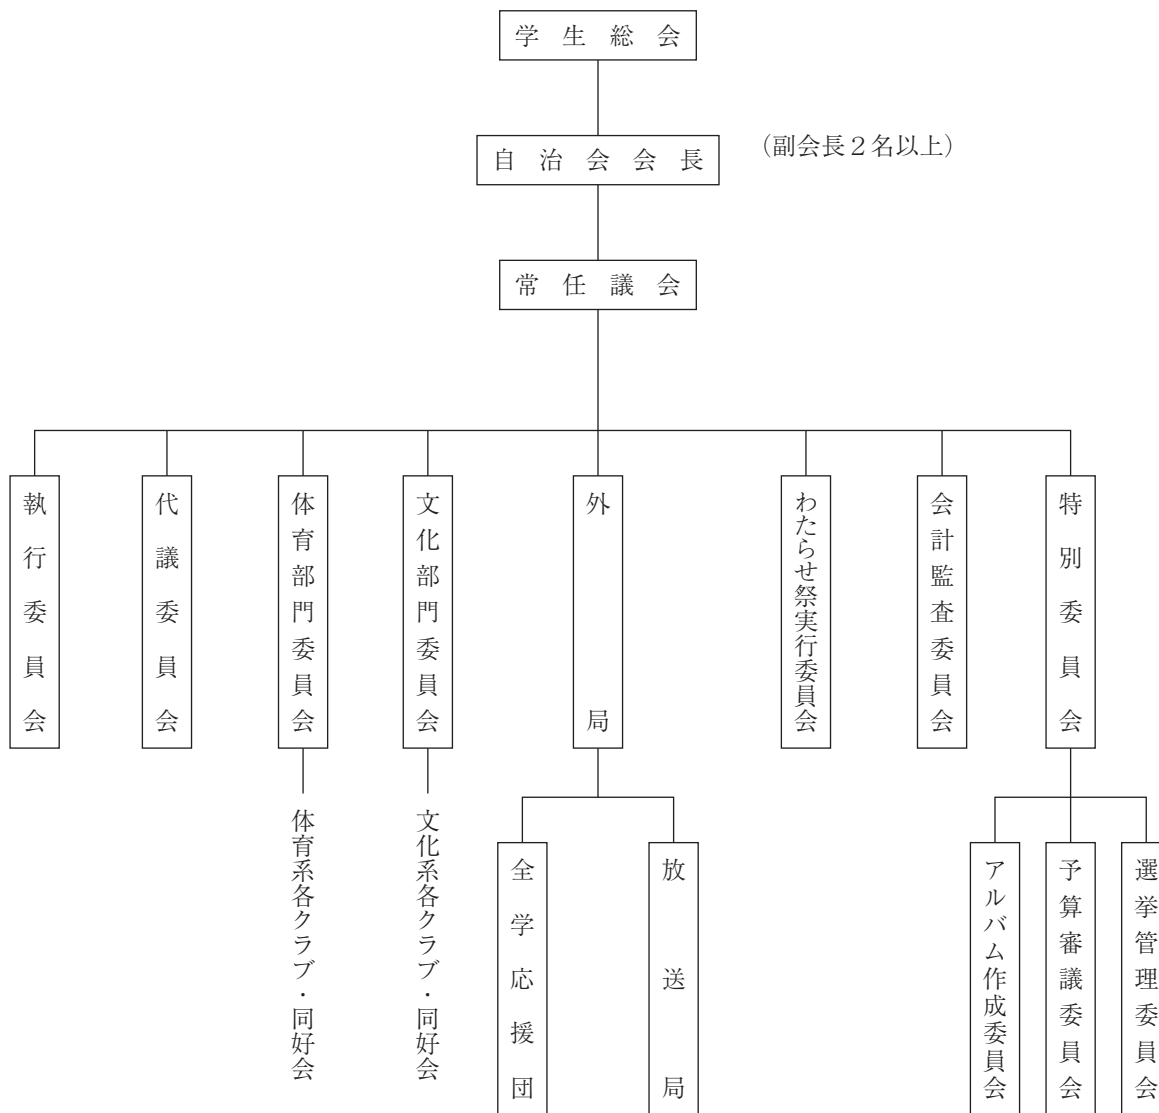 学生総会
自治会会長
（副会長２名以上）
常任議会
執行委員会
代議委員会
体育部門委員会
文化部門委員会
外局
わたらせ祭実行委員会
会計監査委員会
特別委員会
体育系各クラブ・同好会
文化系各クラブ・同好会
全学応援団
放送局
アルバム作成委員会
予算審議委員会
選挙管理委員会